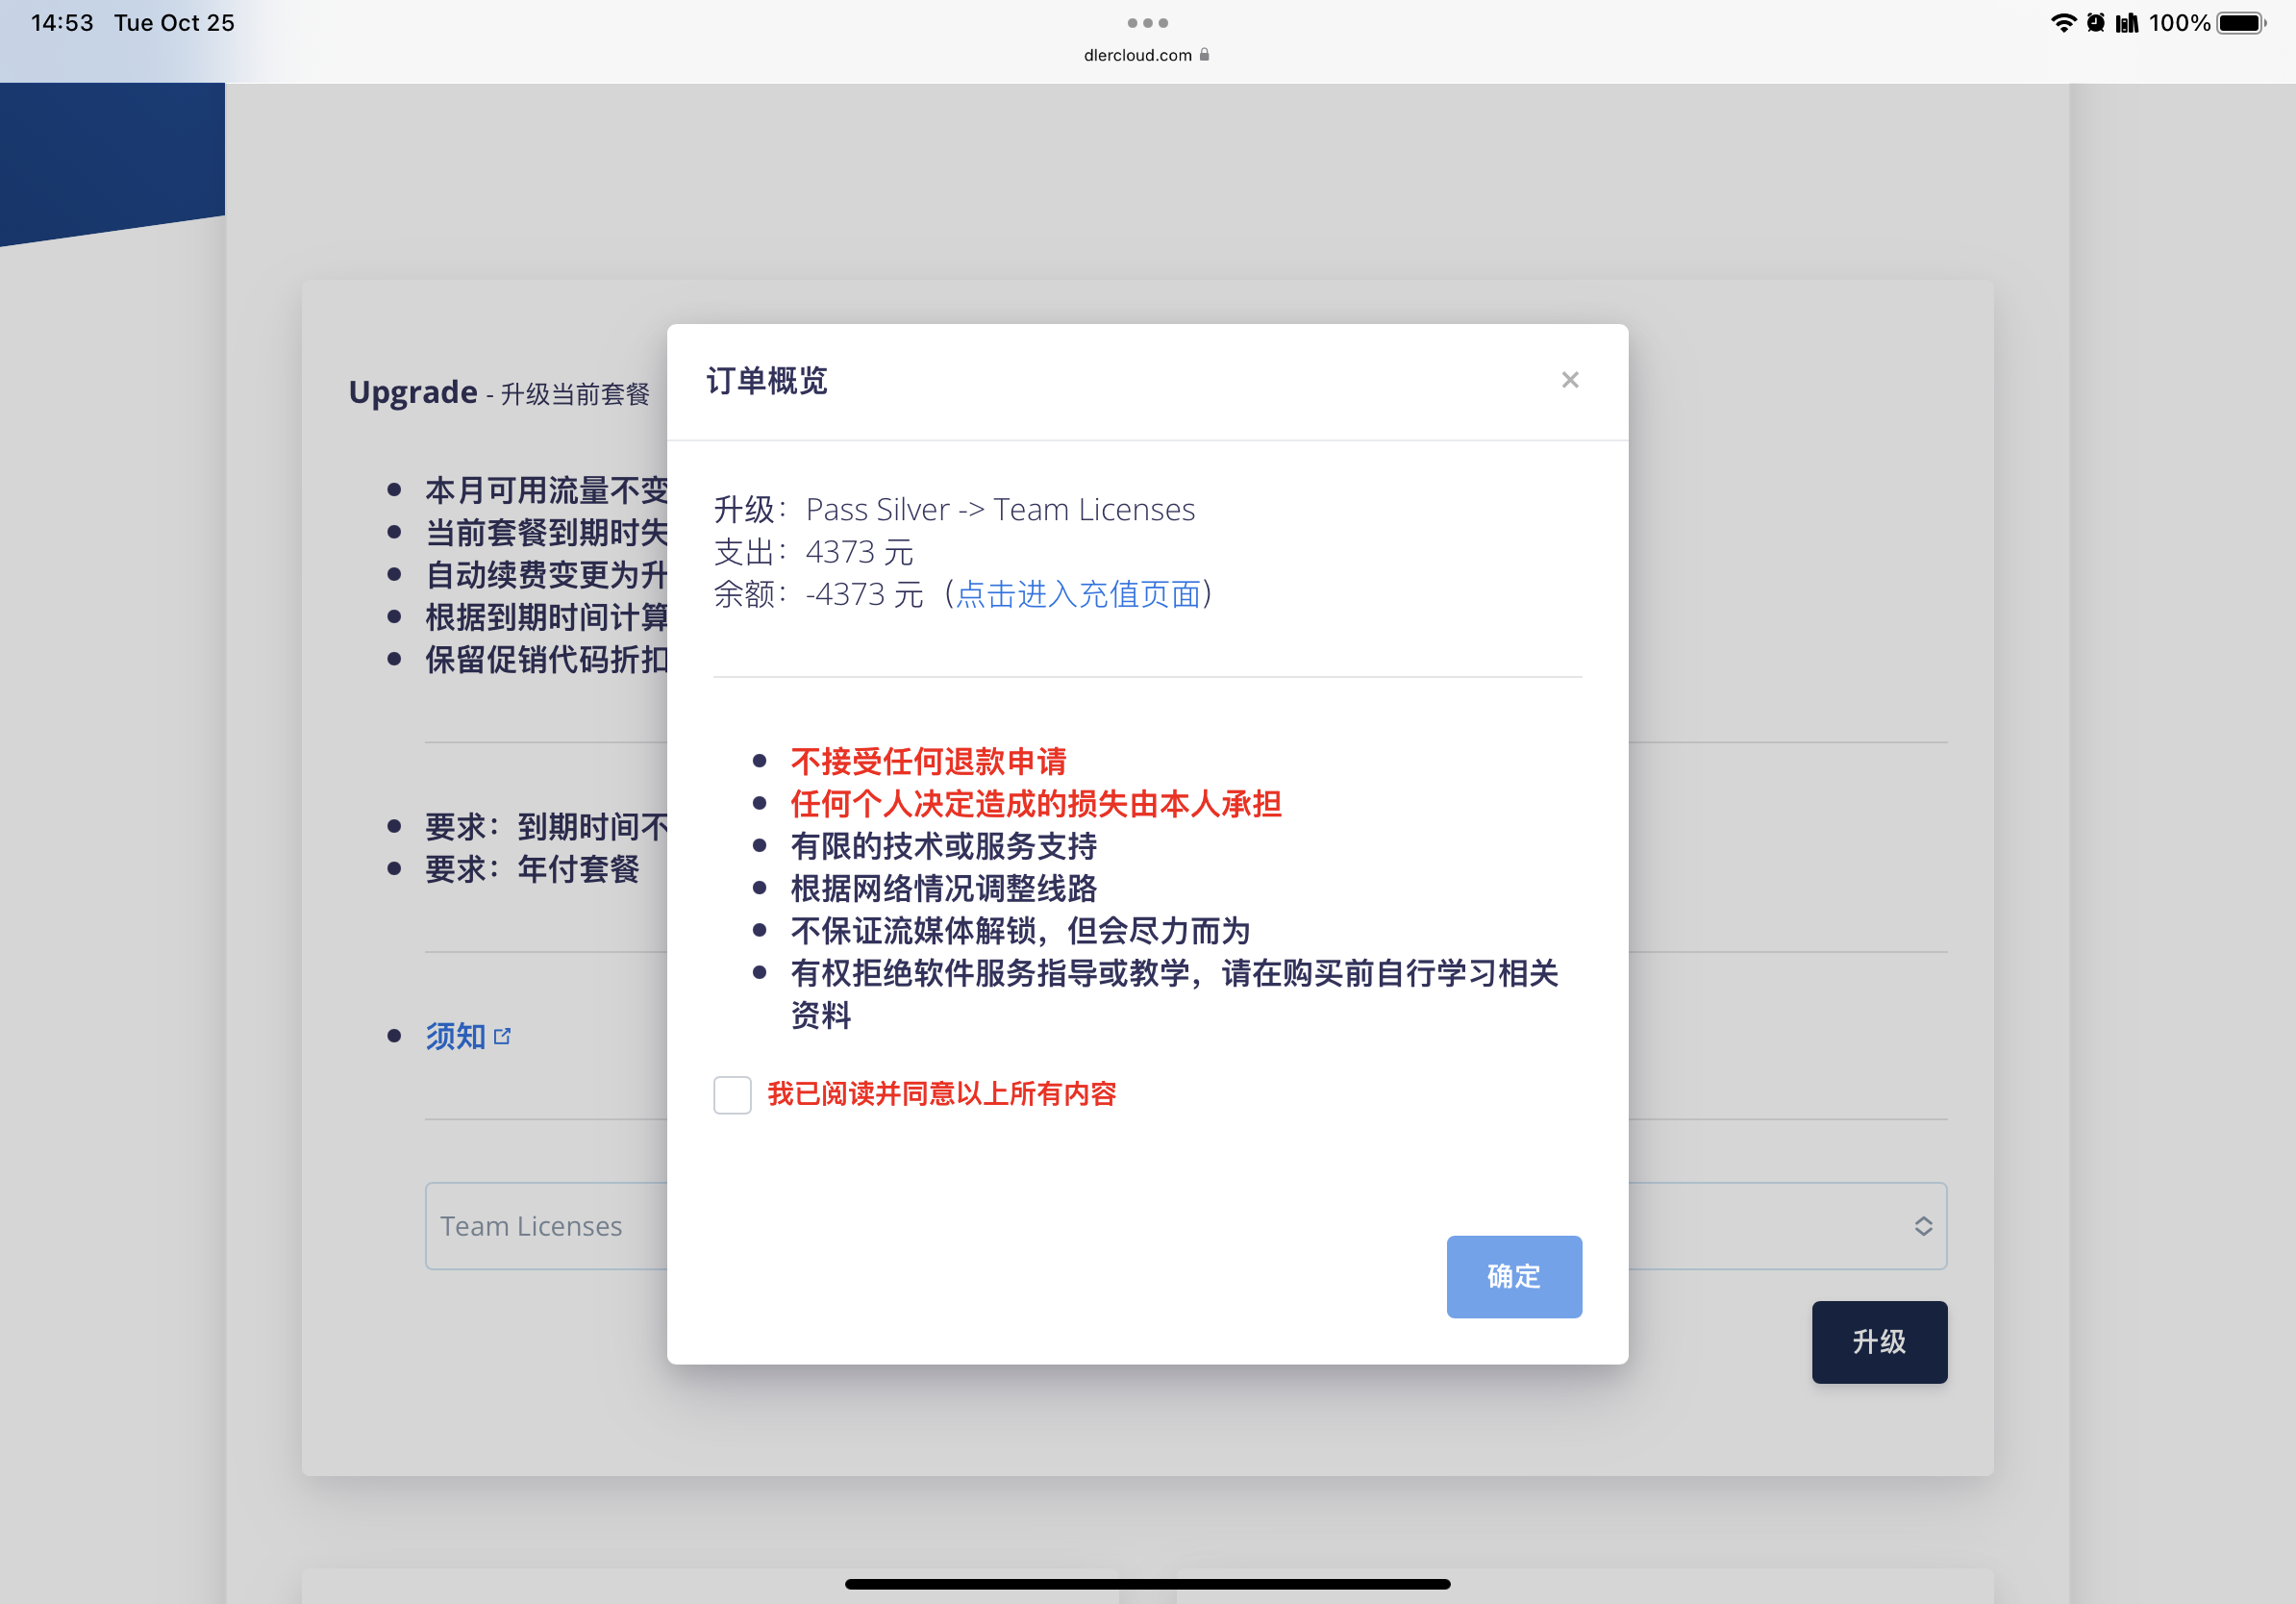 14:53 Tue Oct 25
100%
dlercloud.com
Upgrade - 升级当前套餐
本月可用流量不变
当前套餐到期时失
自动续费变更为升
根据到期时间计算
保留促销代码折扣
要求：到期时间不
要求：年付套餐
须知
Team Licenses
升级
订单概览
×
升级：Pass Silver -> Team Licenses
支出：4373 元
余额：-4373 元（点击进入充值页面）
不接受任何退款申请
任何个人决定造成的损失由本人承担
有限的技术或服务支持
根据网络情况调整线路
不保证流媒体解锁，但会尽力而为
有权拒绝软件服务指导或教学，请在购买前自行学习相关
资料
我已阅读并同意以上所有内容
确定